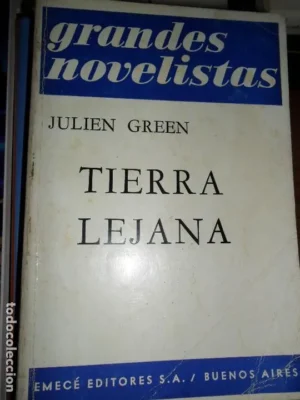 grandes
novelistas
JULIEN GREEN
TIERRA
LEJANA
EMECÉ EDITORES S.A. / BUENOS AIRES
todocoleccion